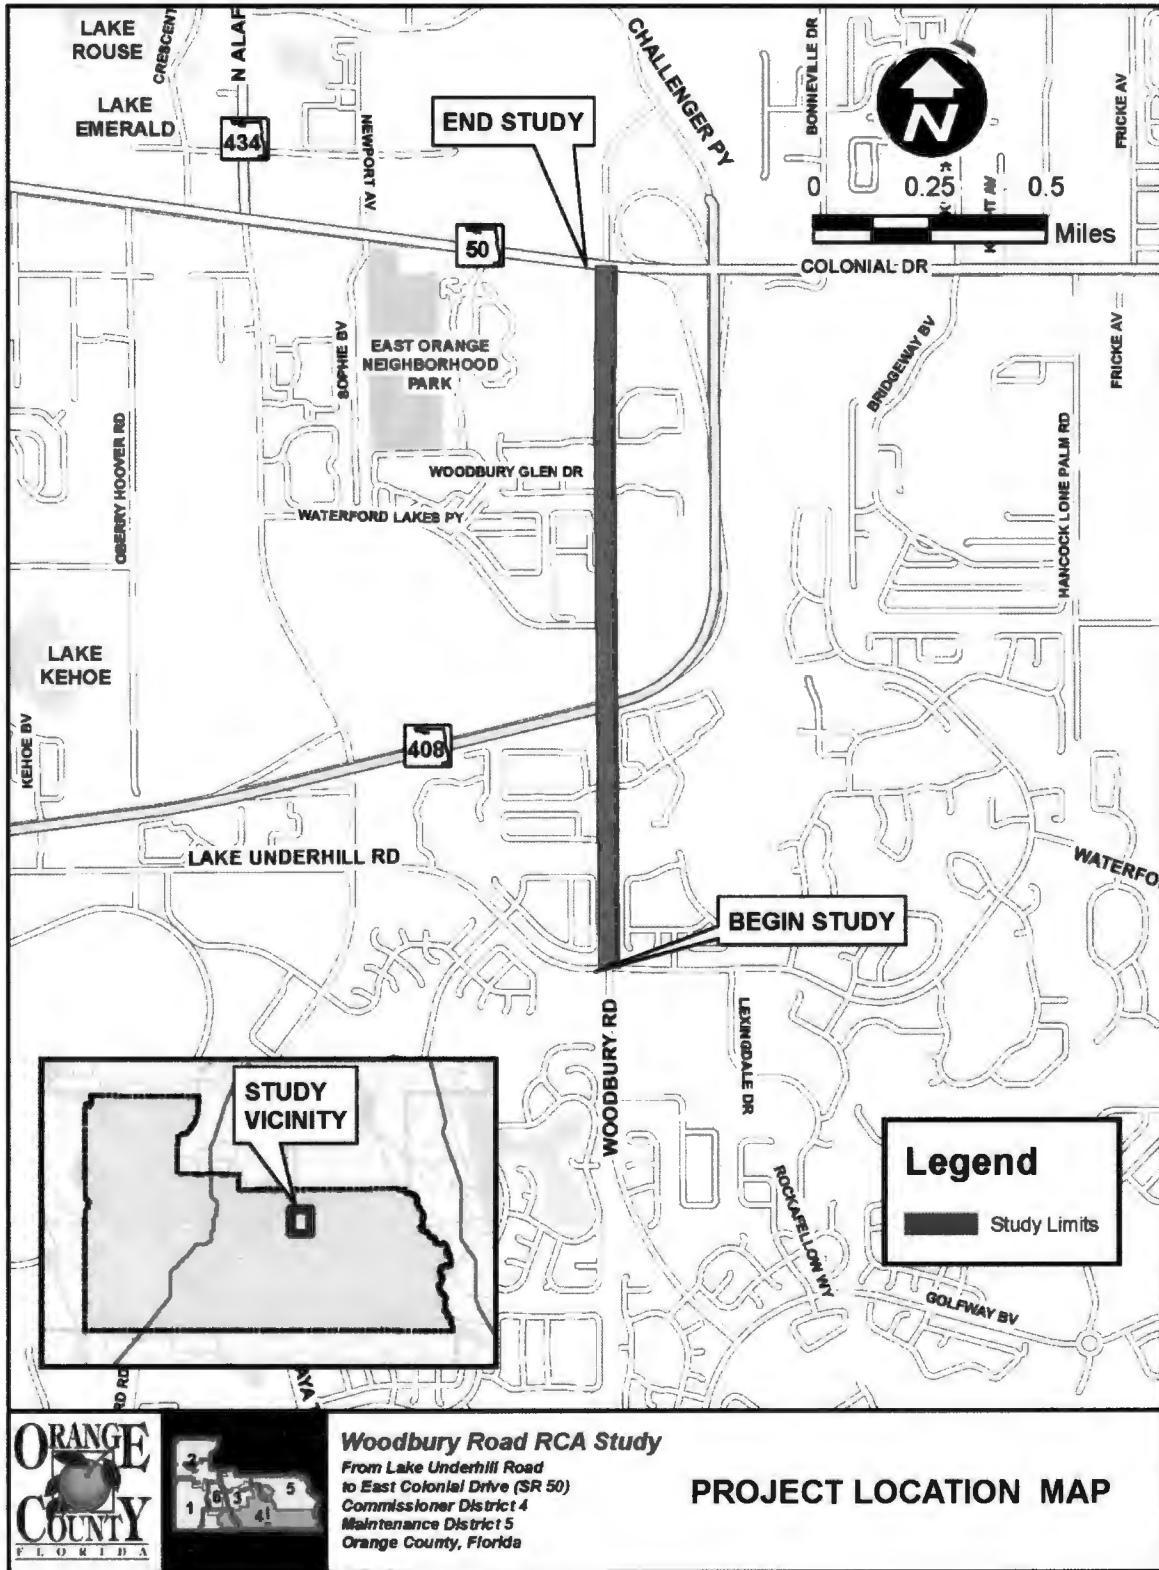 LAKE
ROUSE
CRESCENT
N ALAF
CHALLENGER PY
BONNEVILLE DR
FRICKE AV
LAKE
EMERALD
434
NEWPORT AV
END STUDY
N
0 0.25 0.5
Miles
50
COLONIAL DR
EAST ORANGE
NEIGHBORHOOD
PARK
SOPHIE BV
BRIDGEWAY BV
FRICKE AV
OBERRY HOOVER RD
WOODBURY GLEN DR
WATERFORD LAKES PY
HANCOCK LONE PALM RD
LAKE
KEHOE
KEHOE BV
408
LAKE UNDERHILL RD
WATERFO
BEGIN STUDY
WOODBURY RD
LEXINGDALE DR
STUDY
VICINITY
ROCKAFELLOW WY
Legend
Study Limits
GOLFWAY BV
RD RD
AYA
ORANGE
COUNTY
FLORIDA
2
1
6
3
5
4
Woodbury Road RCA Study
From Lake Underhill Road
to East Colonial Drive (SR 50)
Commissioner District 4
Maintenance District 5
Orange County, Florida
PROJECT LOCATION MAP